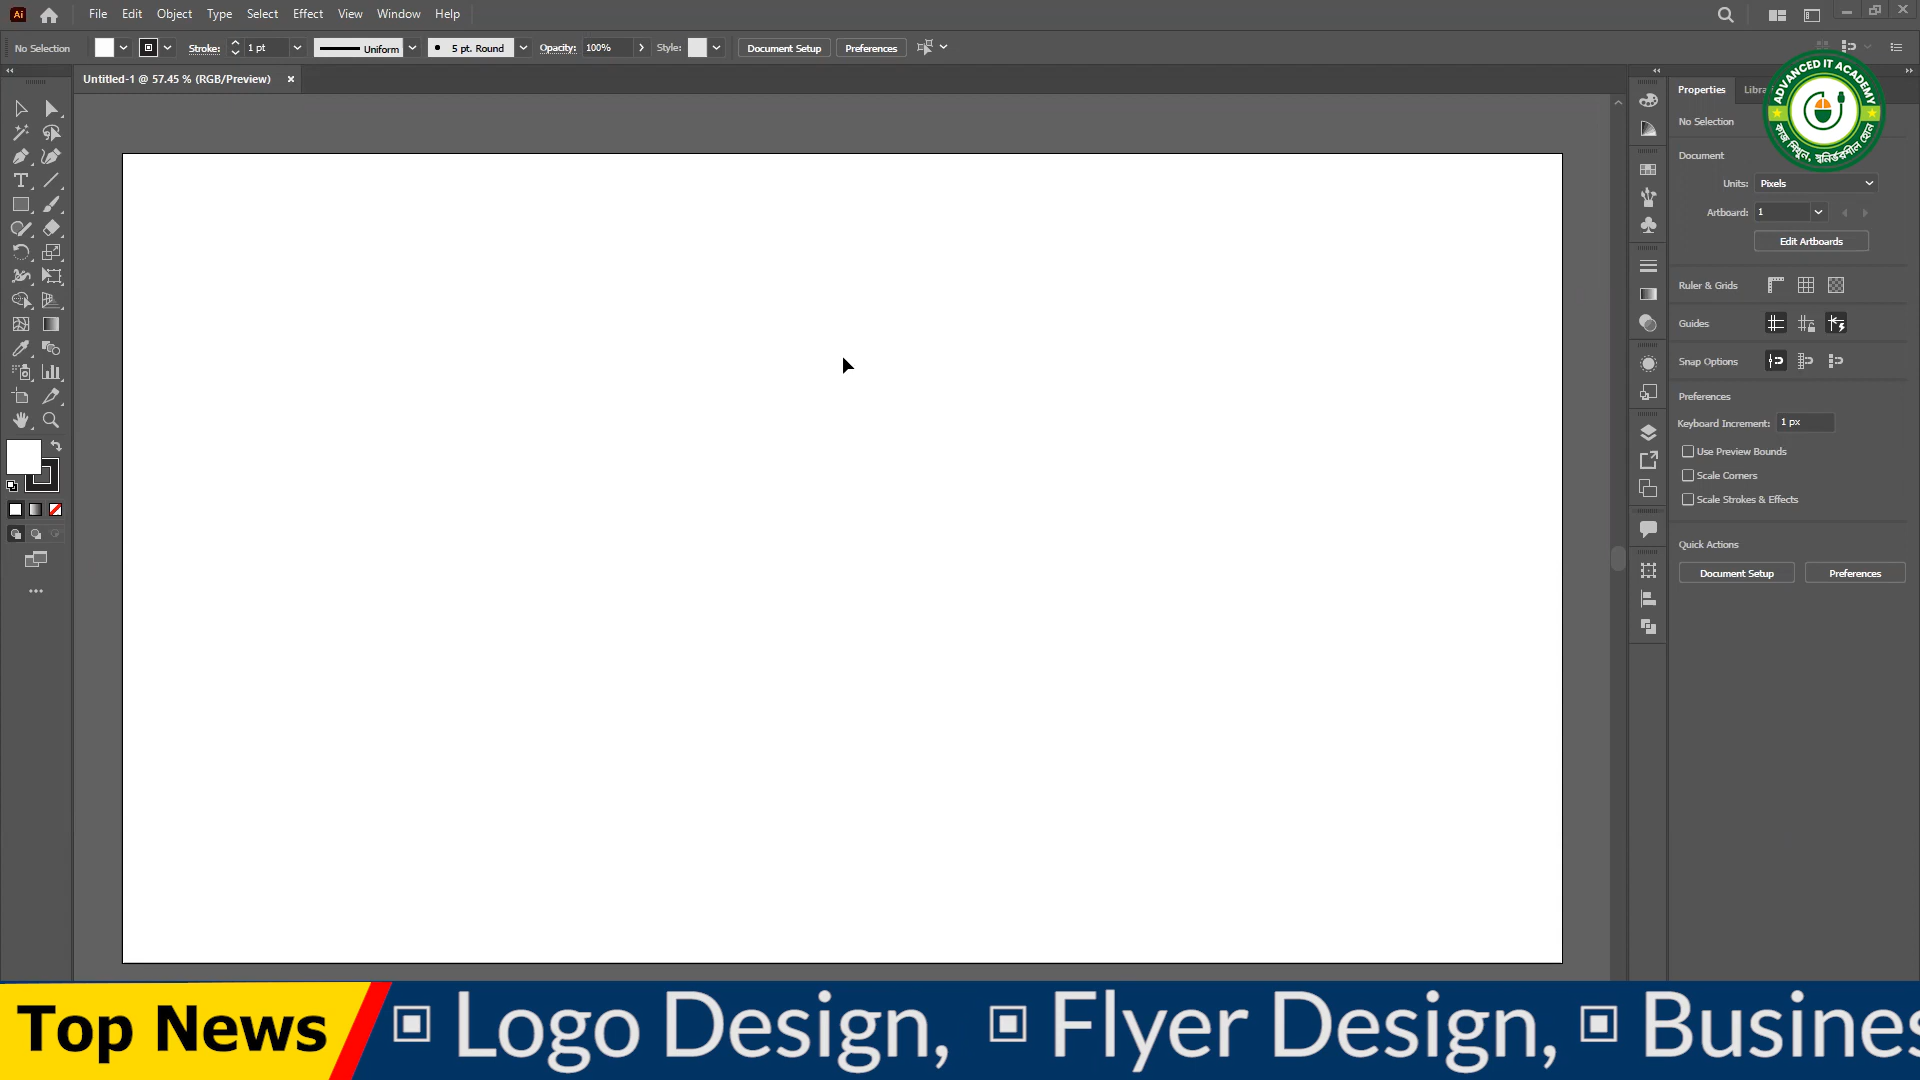 Ai File Edit Object Type Select Effect View Window Help
No Selection Stroke: 1 pt Uniform 5 pt. Round Opacity: 100% Style: Document Setup Preferences
Untitled-1 @ 57.45 % (RGB/Preview)
Properties
ADVANCED IT ACADEMY
কাজ শিখুন, স্বনির্ভরশীল হোন
No Selection
Document
Units: Pixels
Artboard: 1
Edit Artboards
Ruler & Grids
Guides
Snap Options
Preferences
Keyboard Increment: 1 px
Use Preview Bounds
Scale Corners
Scale Strokes & Effects
Quick Actions
Document Setup Preferences
Top News Logo Design, Flyer Design,